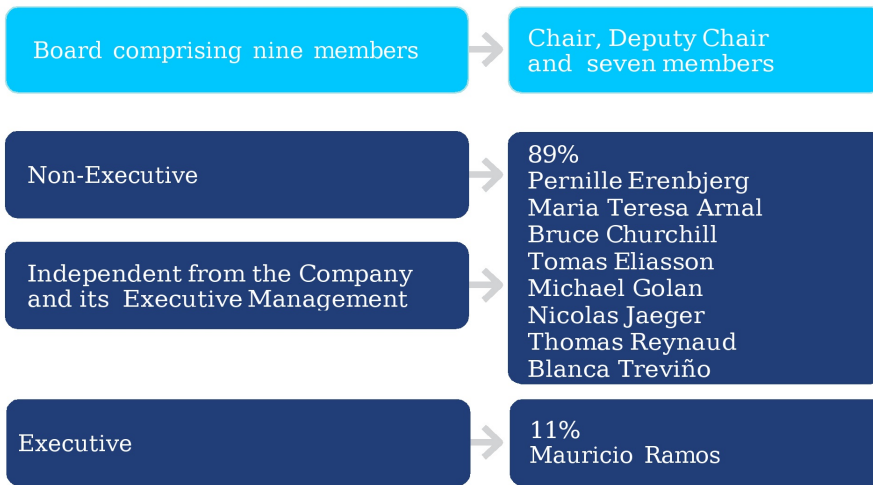 Board comprising nine members
Chair, Deputy Chair
and seven members
Non-Executive
Independent from the Company
and its Executive Management
89%
Pernille Erenbjerg
Maria Teresa Arnal
Bruce Churchill
Tomas Eliasson
Michael Golan
Nicolas Jaeger
Thomas Reynaud
Blanca Treviño
Executive
11%
Mauricio Ramos